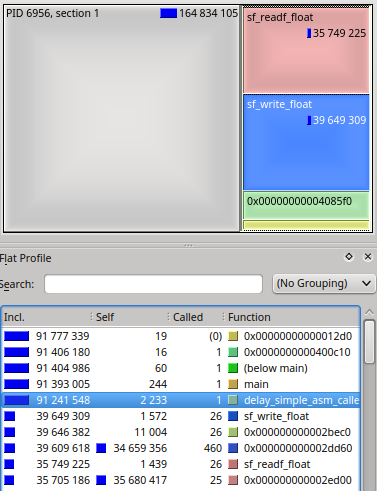 PID 6956, section 1 164 834 105
sf_readf_float
35 749 225
sf_write_float
39 649 309
0x00000000004085f0
Flat Profile
Search: (No Grouping)
Incl. Self Called Function
91 777 339 19 (0) 0x00000000000012d0
91 406 180 16 1 0x0000000000400c10
91 404 986 60 1 (below main)
91 393 005 244 1 main
91 241 548 2 233 1 delay_simple_asm_calle
39 649 309 1 572 26 sf_write_float
39 646 382 11 004 26 0x000000000002bec0
39 609 618 34 659 356 460 0x000000000002dd60
35 749 225 1 439 26 sf_readf_float
35 705 186 35 680 417 25 0x000000000002ed00